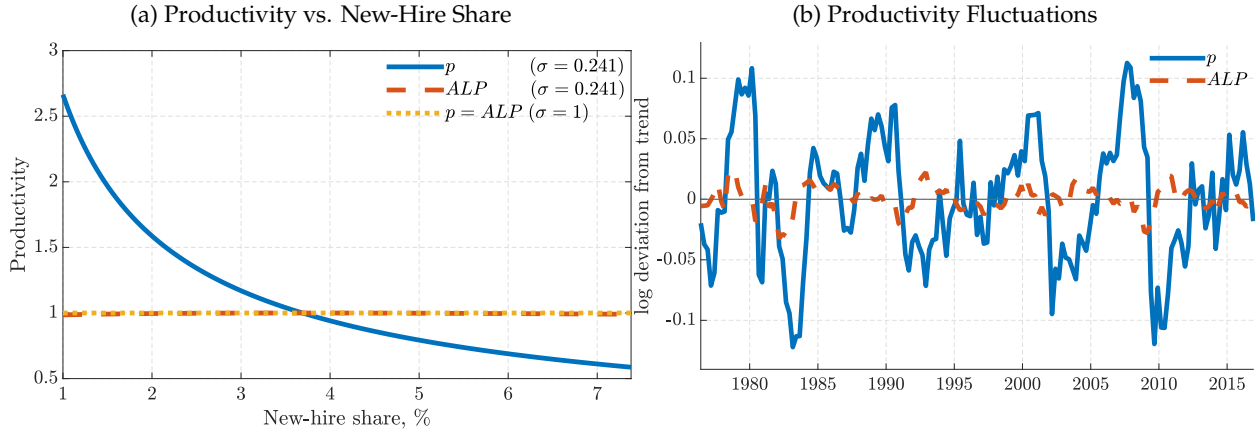 (a) Productivity vs. New-Hire Share
3
2.5
2
1.5
1
0.5
Productivity
p (σ = 0.241)
ALP (σ = 0.241)
p = ALP (σ = 1)
1 2 3 4 5 6 7
New-hire share, %
(b) Productivity Fluctuations
0.1
0.05
0
-0.05
-0.1
log deviation from trend
p
ALP
1980 1985 1990 1995 2000 2005 2010 2015